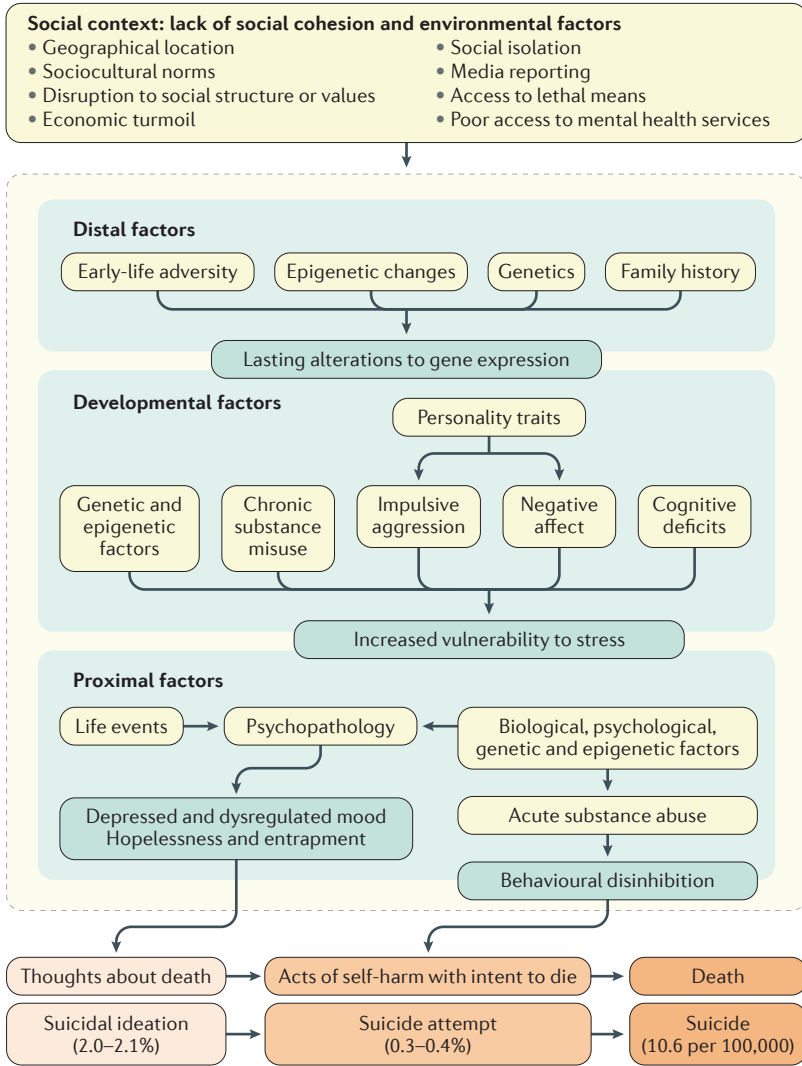 Social context: lack of social cohesion and environmental factors
• Geographical location
• Sociocultural norms
• Disruption to social structure or values
• Economic turmoil
• Social isolation
• Media reporting
• Access to lethal means
• Poor access to mental health services
Distal factors
Early-life adversity
Epigenetic changes
Genetics
Family history
Lasting alterations to gene expression
Developmental factors
Personality traits
Genetic and
epigenetic
factors
Chronic
substance
misuse
Impulsive
aggression
Negative
affect
Cognitive
deficits
Increased vulnerability to stress
Proximal factors
Life events
Psychopathology
Biological, psychological,
genetic and epigenetic factors
Depressed and dysregulated mood
Hopelessness and entrapment
Acute substance abuse
Behavioural disinhibition
Thoughts about death
Acts of self-harm with intent to die
Death
Suicidal ideation
(2.0–2.1%)
Suicide attempt
(0.3–0.4%)
Suicide
(10.6 per 100,000)